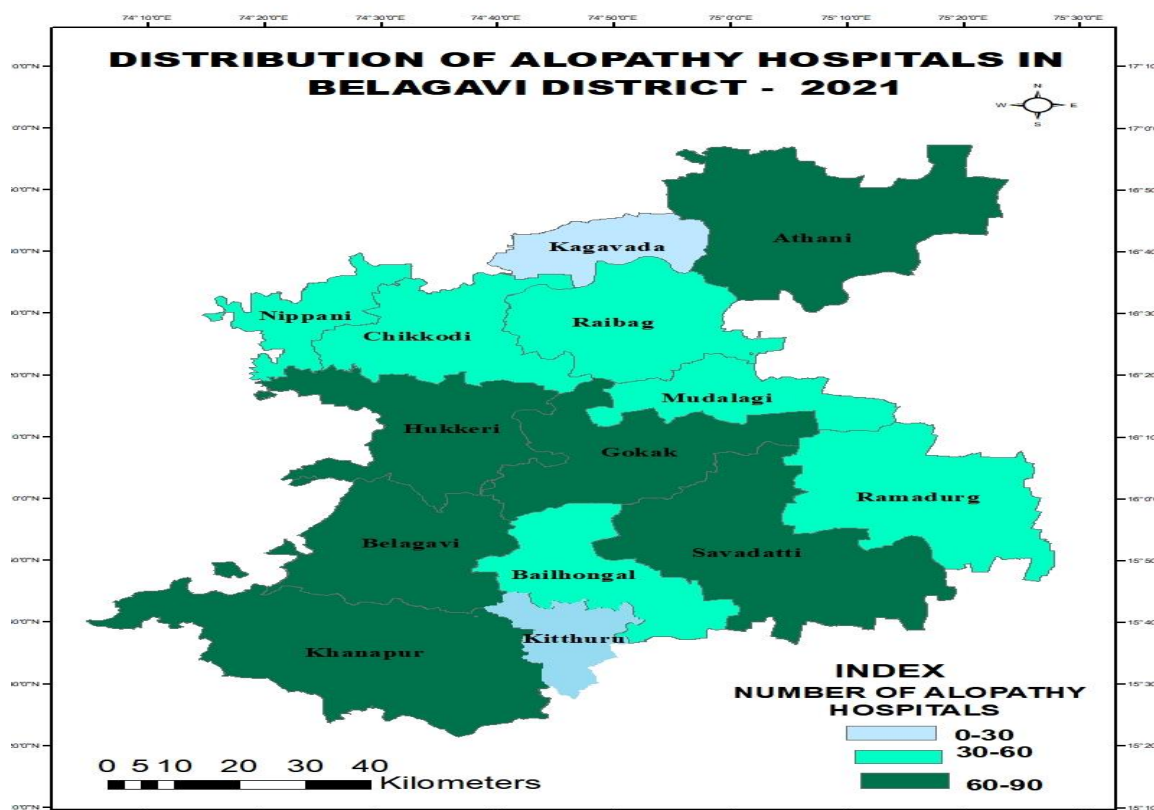 74°10'0"E 74°20'0"E 74°30'0"E 74°40'0"E 74°50'0"E 75°0'0"E 75°10'0"E 75°20'0"E 75°30'0"E
DISTRIBUTION OF ALOPATHY HOSPITALS IN
BELAGAVI DISTRICT - 2021
N
W E
S
Athani
Kagavada
Nippani
Raibag
Chikkodi
Mudalagi
Hukkeri
Gokak
Ramadurg
Belagavi
Savadatti
Bailhongal
Kitthuru
Khanapur
INDEX
NUMBER OF ALOPATHY
HOSPITALS
0-30
30-60
60-90
0 5 10 20 30 40
Kilometers